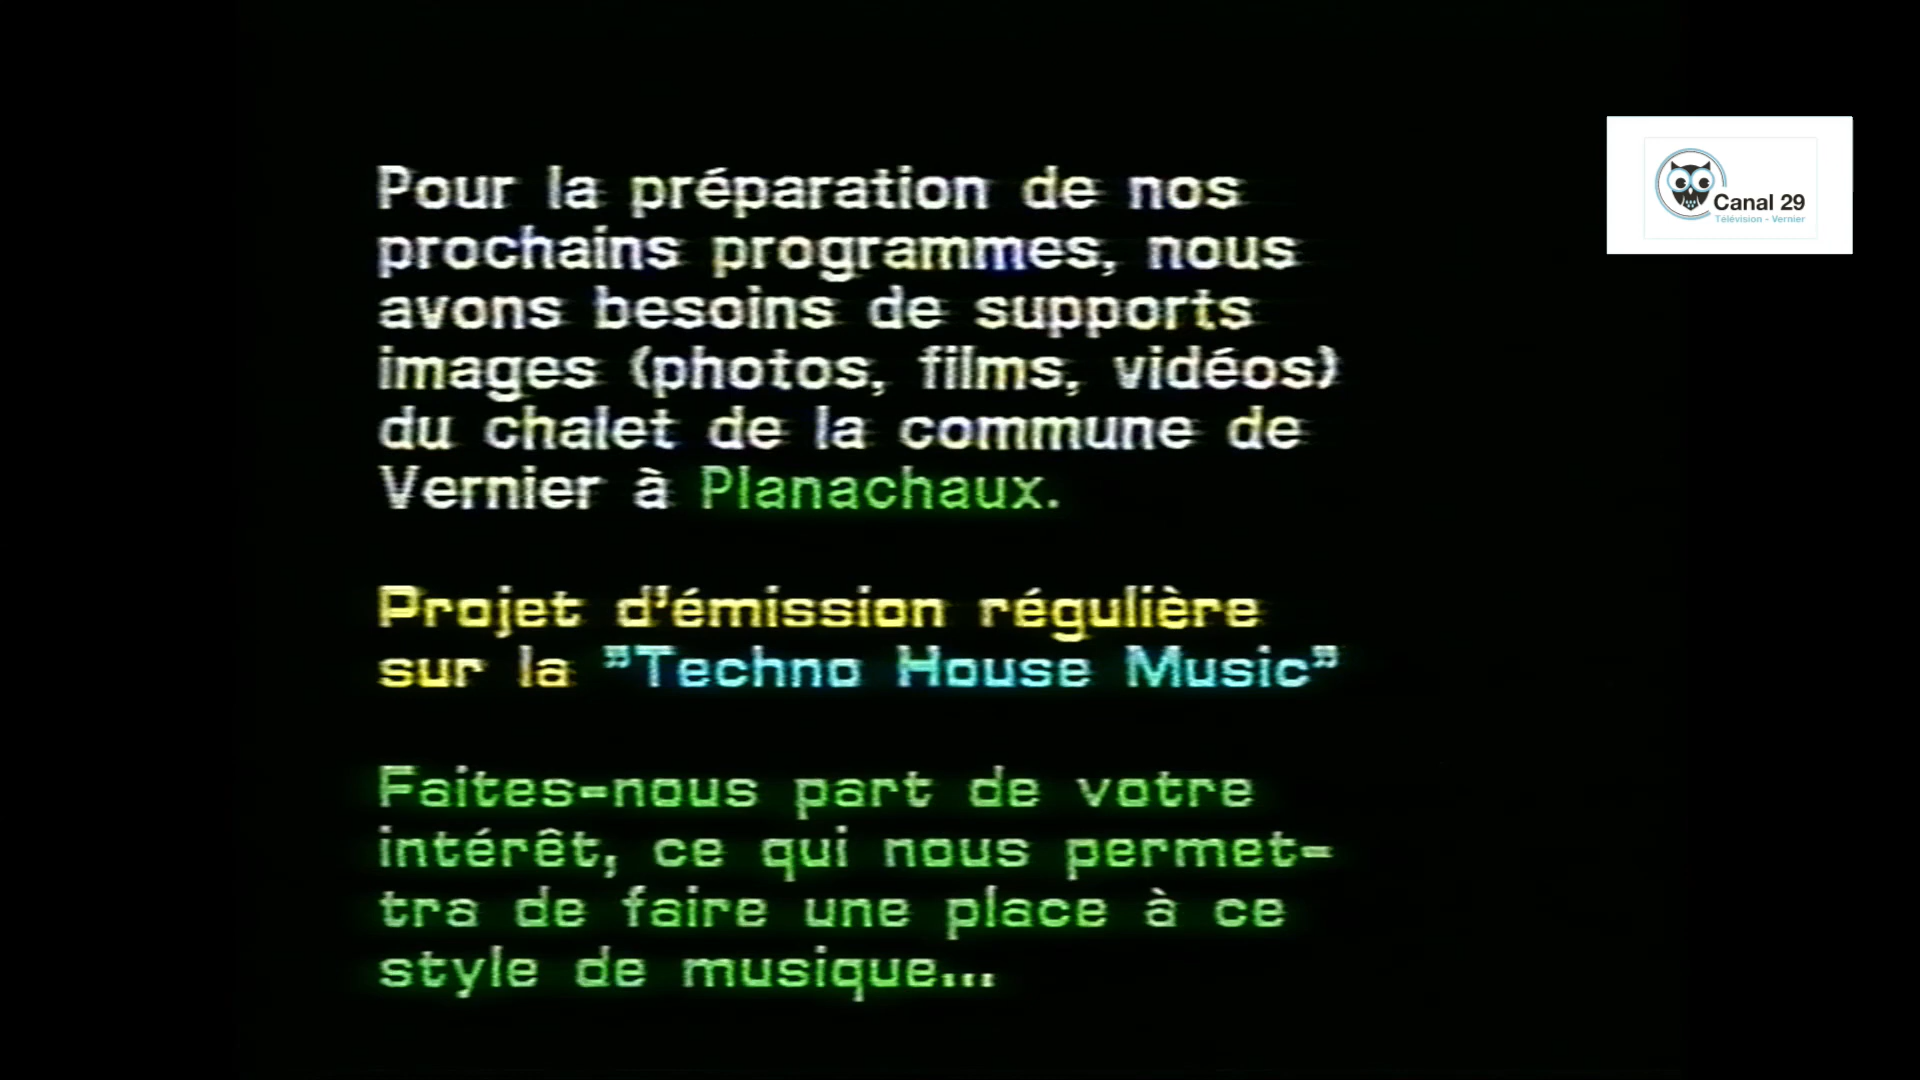 Pour la préparation de nos
prochains programmes, nous
avons besoins de supports
images (photos, films, vidéos)
du chalet de la commune de
Vernier à Planachaux.
Projet d'émission régulière
sur la "Techno House Music"
Faites-nous part de votre
intérêt, ce qui nous permet-
tra de faire une place à ce
style de musique...
Canal 29
Télévision - Vernier